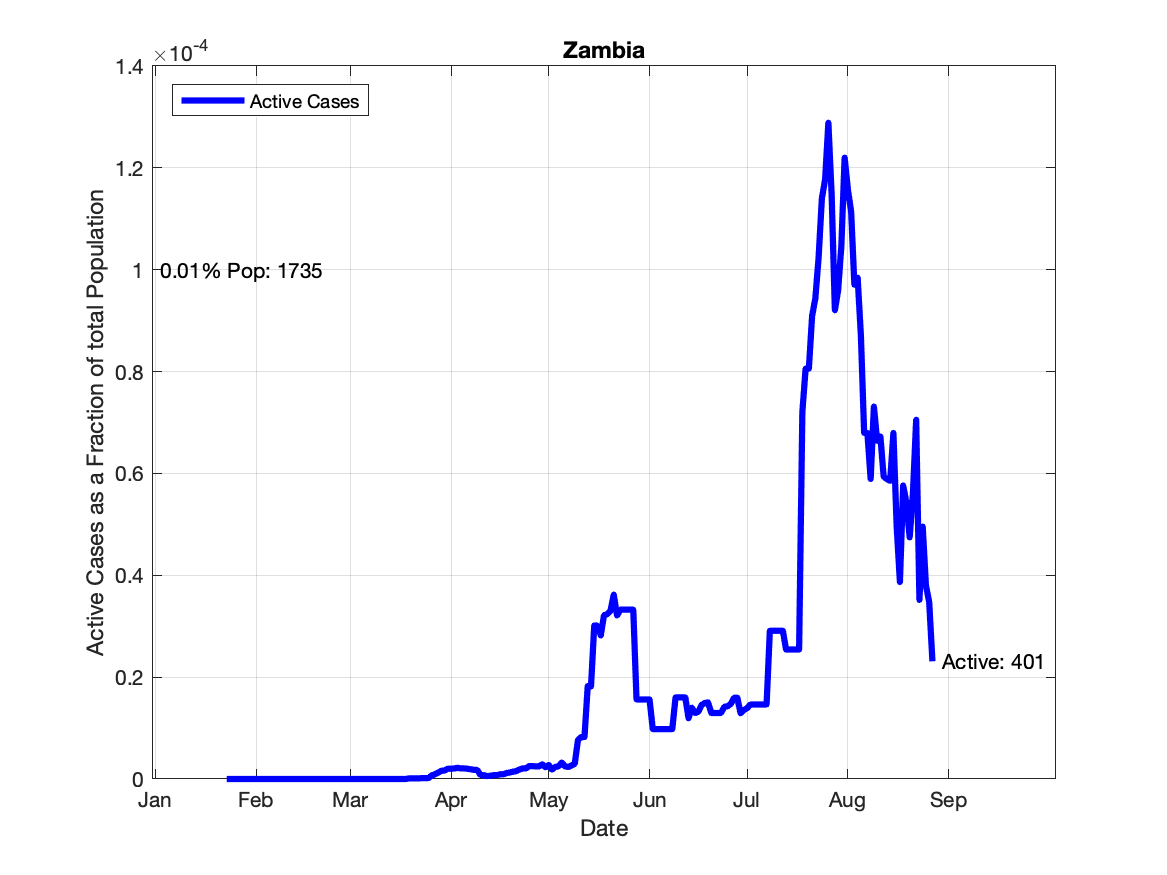 Zambia
×10-4
1.4
Active Cases
1.2
1
0.01% Pop: 1735
0.8
0.6
0.4
0.2
0
Active: 401
Active Cases as a Fraction of total Population
Jan Feb Mar Apr May Jun Jul Aug Sep
Date